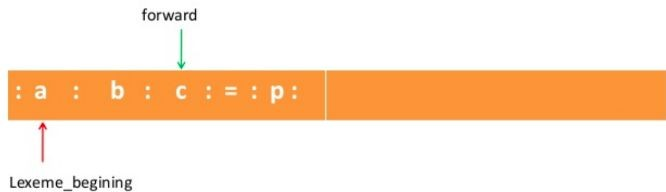 forward
: a : b : c : = : p :
Lexeme_begining